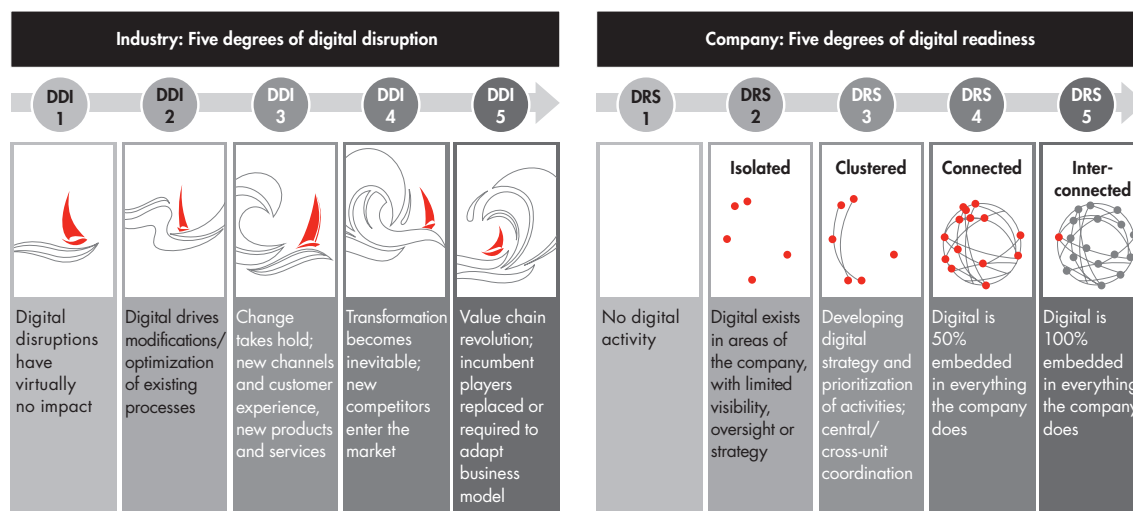 Industry: Five degrees of digital disruption
DDI
1
DDI
2
DDI
3
DDI
4
DDI
5
Digital
disruptions
have
virtually
no impact
Digital drives
modifications/
optimization
of existing
processes
Change
takes hold;
new channels
and customer
experience,
new products
and services
Transformation
becomes
inevitable;
new
competitors
enter the
market
Value chain
revolution;
incumbent
players
replaced or
required to
adapt
business
model
Company: Five degrees of digital readiness
DRS
1
DRS
2
DRS
3
DRS
4
DRS
5
No digital
activity
Isolated
Digital exists
in areas of
the company,
with limited
visibility,
oversight or
strategy
Clustered
Developing
digital
strategy and
prioritization
of activities;
central/
cross-unit
coordination
Connected
Digital is
50%
embedded
in everything
the company
does
Inter-
connected
Digital is
100%
embedded
in everything
the company
does